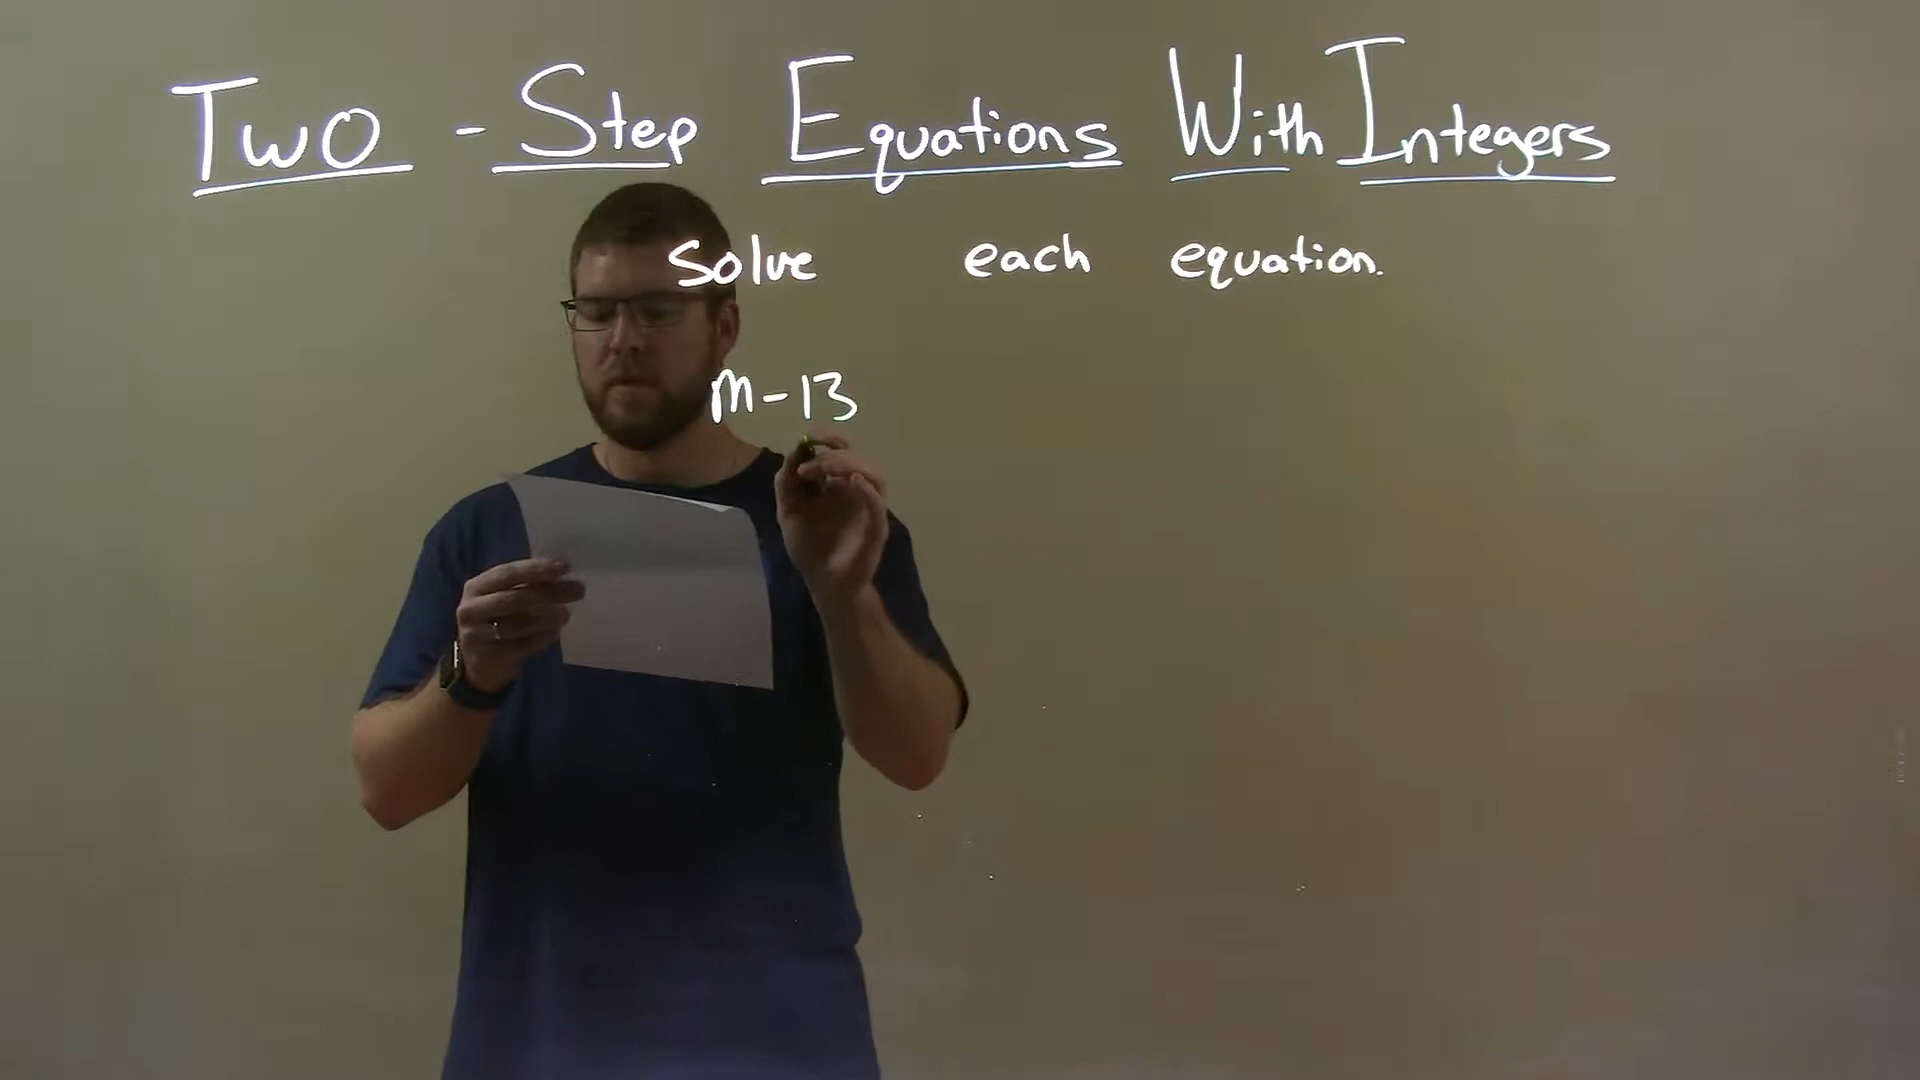 Two - Step Equations With Integers
Solve each equation.
m - 13